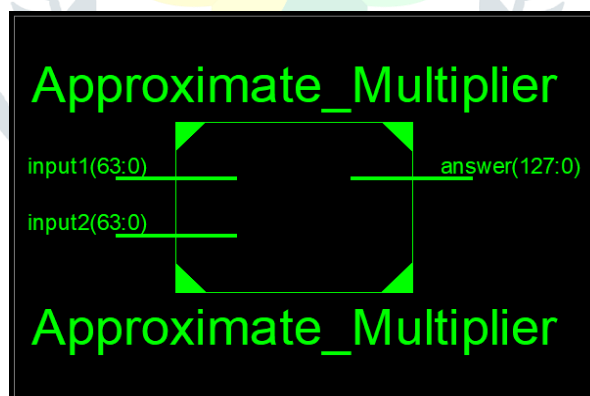 Approximate_Multiplier
input1(63:0)
answer(127:0)
input2(63:0)
Approximate_Multiplier